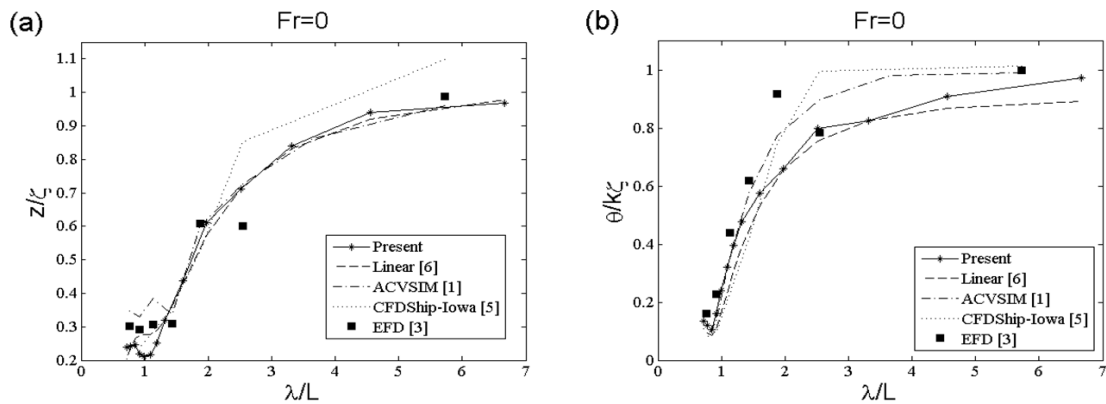 (a)
Fr=0
z/ζ
1.1
1
0.9
0.8
0.7
0.6
0.5
0.4
0.3
0.2
Present
Linear [6]
ACVSIM [1]
CFDShip-Iowa [5]
EFD [3]
0 1 2 3 4 5 6 7
λ/L
(b)
Fr=0
θ/kζ
1
0.8
0.6
0.4
0.2
0
Present
Linear [6]
ACVSIM [1]
CFDShip-Iowa [5]
EFD [3]
0 1 2 3 4 5 6 7
λ/L